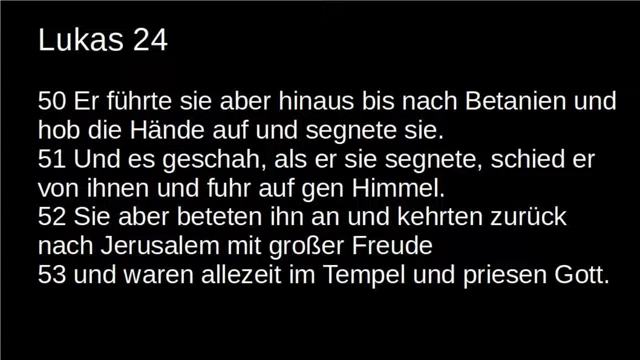 Lukas 24
50 Er führte sie aber hinaus bis nach Betanien und
hob die Hände auf und segnete sie.
51 Und es geschah, als er sie segnete, schied er
von ihnen und fuhr auf gen Himmel.
52 Sie aber beteten ihn an und kehrten zurück
nach Jerusalem mit großer Freude
53 und waren allezeit im Tempel und priesen Gott.